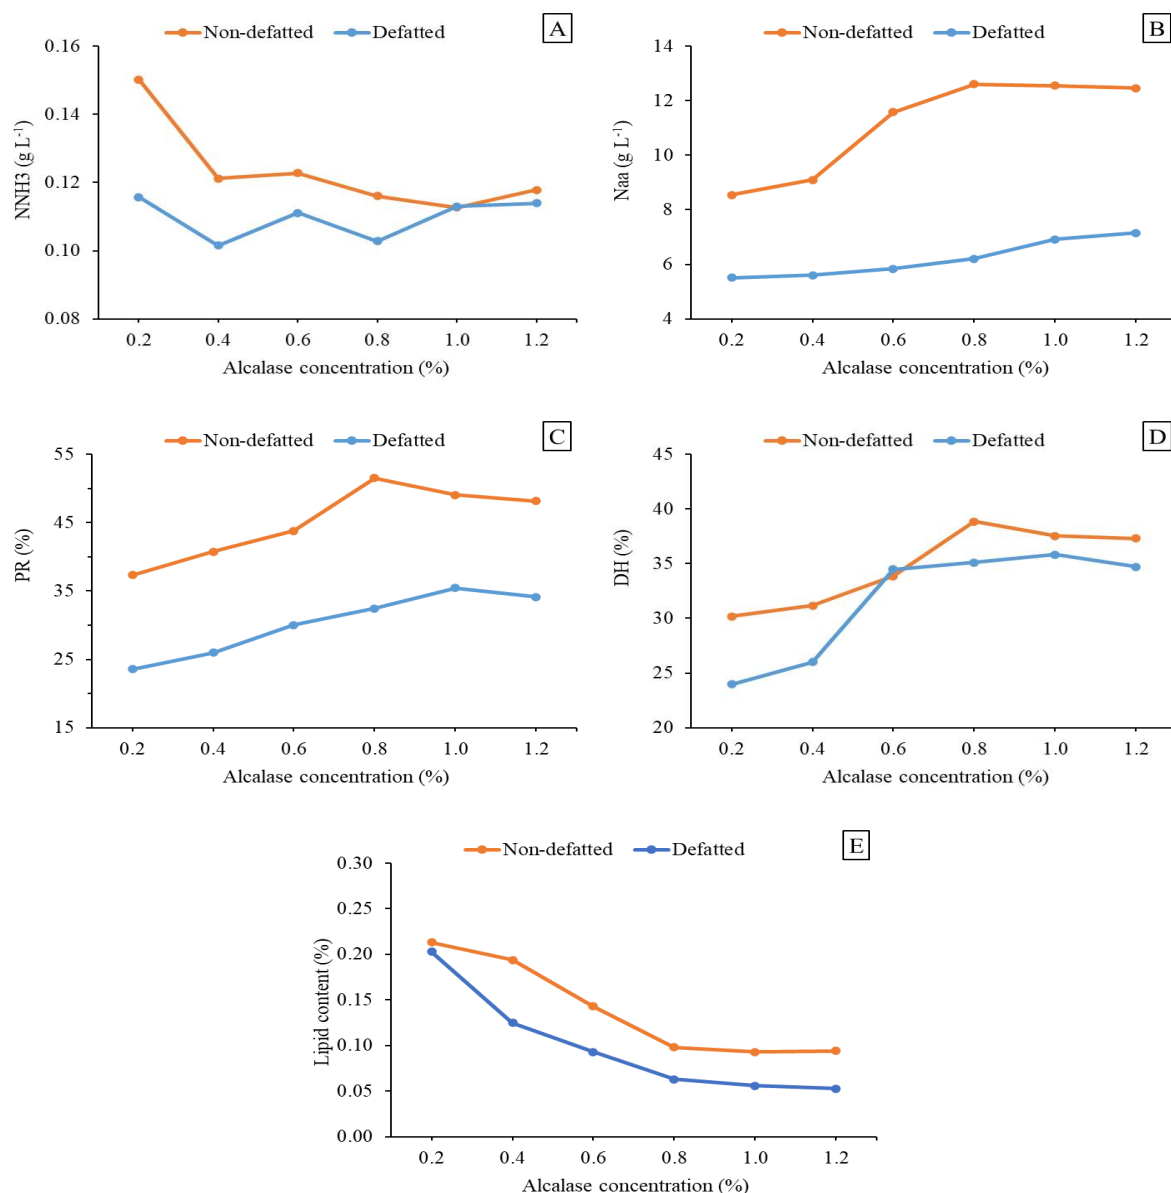 Non-defatted Defatted A
NNH3 (g L⁻¹)
0.16
0.14
0.12
0.10
0.08
0.2 0.4 0.6 0.8 1.0 1.2
Alcalase concentration (%)
Non-defatted Defatted B
Naa (g L⁻¹)
14
12
10
8
6
4
0.2 0.4 0.6 0.8 1.0 1.2
Alcalase concentration (%)
Non-defatted Defatted C
PR (%)
55
45
35
25
15
0.2 0.4 0.6 0.8 1.0 1.2
Alcalase concentration (%)
Non-defatted Defatted D
DH (%)
45
40
35
30
25
20
0.2 0.4 0.6 0.8 1.0 1.2
Alcalase concentration (%)
Non-defatted Defatted E
Lipid content (%)
0.30
0.25
0.20
0.15
0.10
0.05
0.00
0.2 0.4 0.6 0.8 1.0 1.2
Alcalase concentration (%)